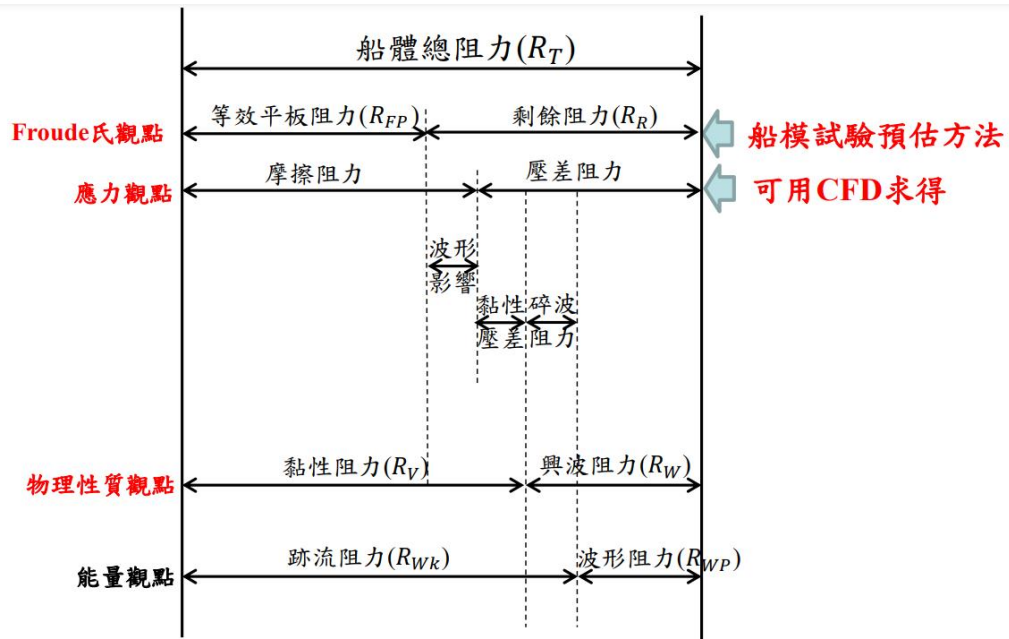 船體總阻力(R_T)
等效平板阻力(R_FP)
剩餘阻力(R_R)
Froude氏觀點
船模試驗預估方法
摩擦阻力
壓差阻力
應力觀點
可用CFD求得
波形
影響
黏性
壓差
碎波
阻力
黏性阻力(R_V)
興波阻力(R_W)
物理性質觀點
跡流阻力(R_Wk)
波形阻力(R_WP)
能量觀點